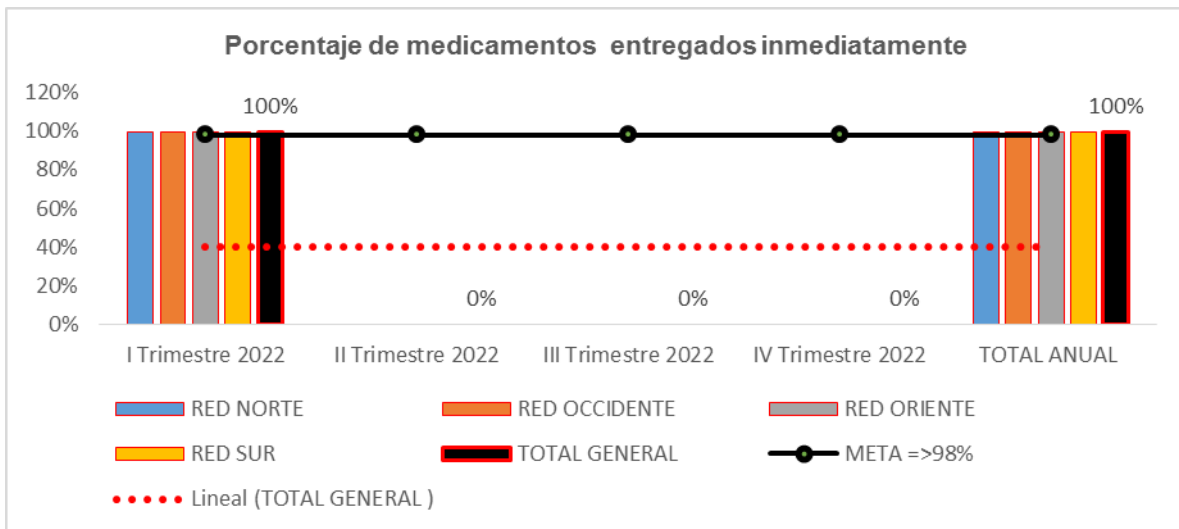 Porcentaje de medicamentos entregados inmediatamente
120%
100%
80%
60%
40%
20%
0%
100%
0%
0%
0%
100%
I Trimestre 2022
II Trimestre 2022
III Trimestre 2022
IV Trimestre 2022
TOTAL ANUAL
RED NORTE
RED OCCIDENTE
RED ORIENTE
RED SUR
TOTAL GENERAL
META =>98%
Lineal (TOTAL GENERAL )